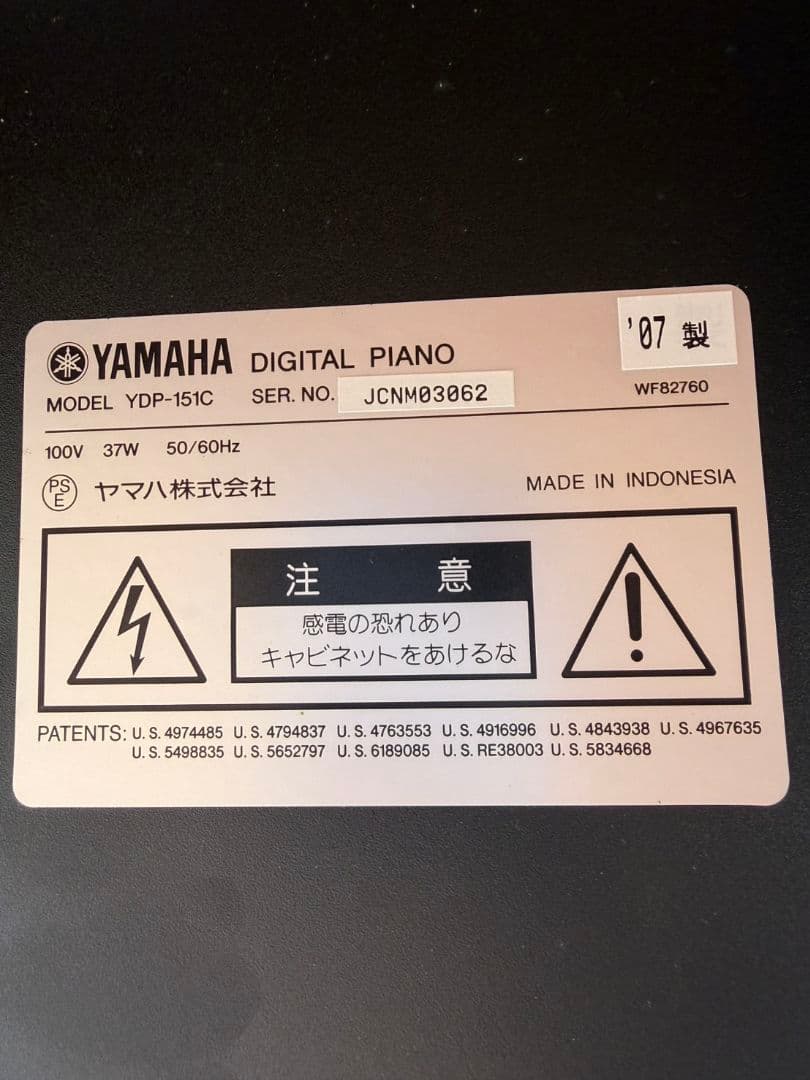 YAMAHA DIGITAL PIANO
'07 製
MODEL YDP-151C SER. NO. JCNM03062
WF82760
100V 37W 50/60Hz
PSE ヤマハ株式会社
MADE IN INDONESIA
注意
感電の恐れあり
キャビネットをあけるな
PATENTS: U.S. 4974485 U.S. 4794837 U.S. 4763553 U.S. 4916996 U.S. 4843938 U.S. 4967635
U.S. 5498835 U.S. 5652797 U.S. 6189085 U.S. RE38003 U.S. 5834668